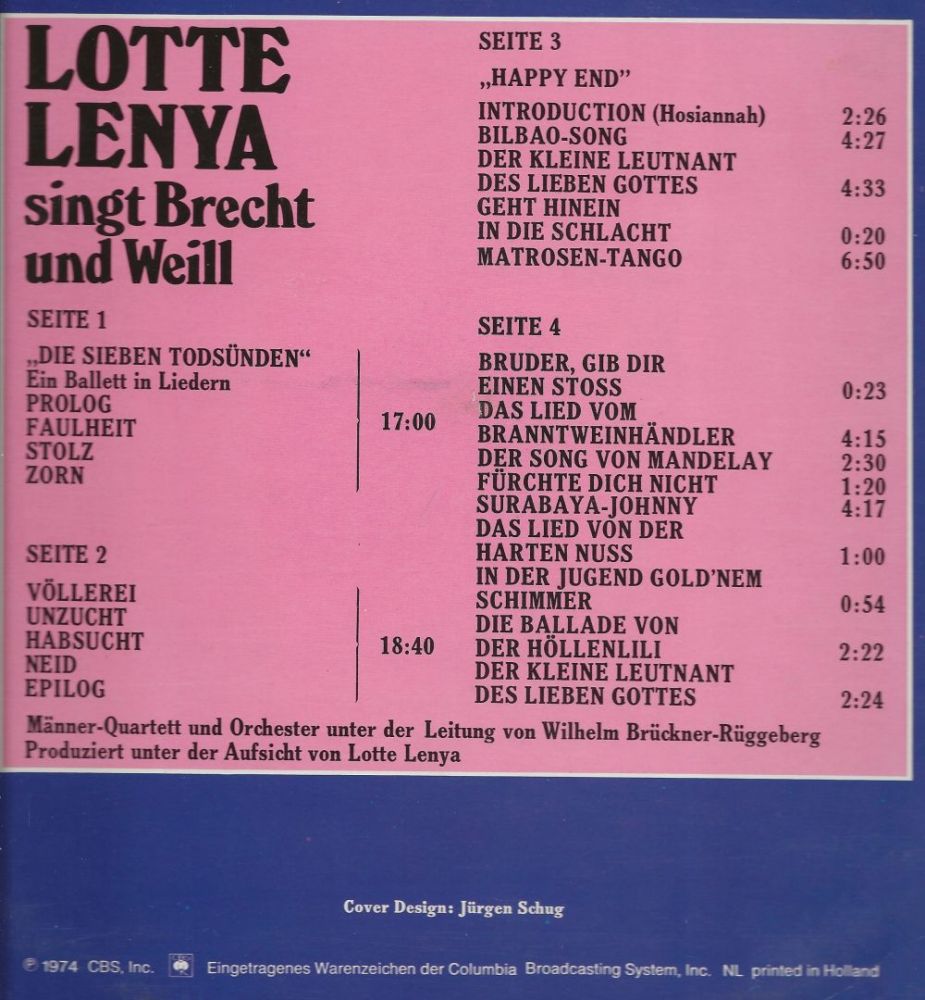 LOTTE
LENYA
singt Brecht
und Weill
SEITE 1
„DIE SIEBEN TODSÜNDEN“
Ein Ballett in Liedern
PROLOG
FAULHEIT
STOLZ
ZORN
17:00
SEITE 2
VÖLLEREI
UNZUCHT
HABSUCHT
NEID
EPILOG
18:40
SEITE 3
„HAPPY END”
INTRODUCTION (Hosiannah) 2:26
BILBAO-SONG 4:27
DER KLEINE LEUTNANT
DES LIEBEN GOTTES 4:33
GEHT HINEIN
IN DIE SCHLACHT 0:20
MATROSEN-TANGO 6:50
SEITE 4
BRUDER, GIB DIR
EINEN STOSS 0:23
DAS LIED VOM
BRANNTWEINHÄNDLER 4:15
DER SONG VON MANDELAY 2:30
FÜRCHTE DICH NICHT 1:20
SURABAYA-JOHNNY 4:17
DAS LIED VON DER
HARTEN NUSS 1:00
IN DER JUGEND GOLD'NEM
SCHIMMER 0:54
DIE BALLADE VON
DER HÖLLENLILI 2:22
DER KLEINE LEUTNANT
DES LIEBEN GOTTES 2:24
Männer-Quartett und Orchester unter der Leitung von Wilhelm Brückner-Rüggeberg
Produziert unter der Aufsicht von Lotte Lenya
Cover Design: Jürgen Schug
℗ 1974 CBS, Inc. CBS Eingetragenes Warenzeichen der Columbia Broadcasting System, Inc. NL printed in Holland